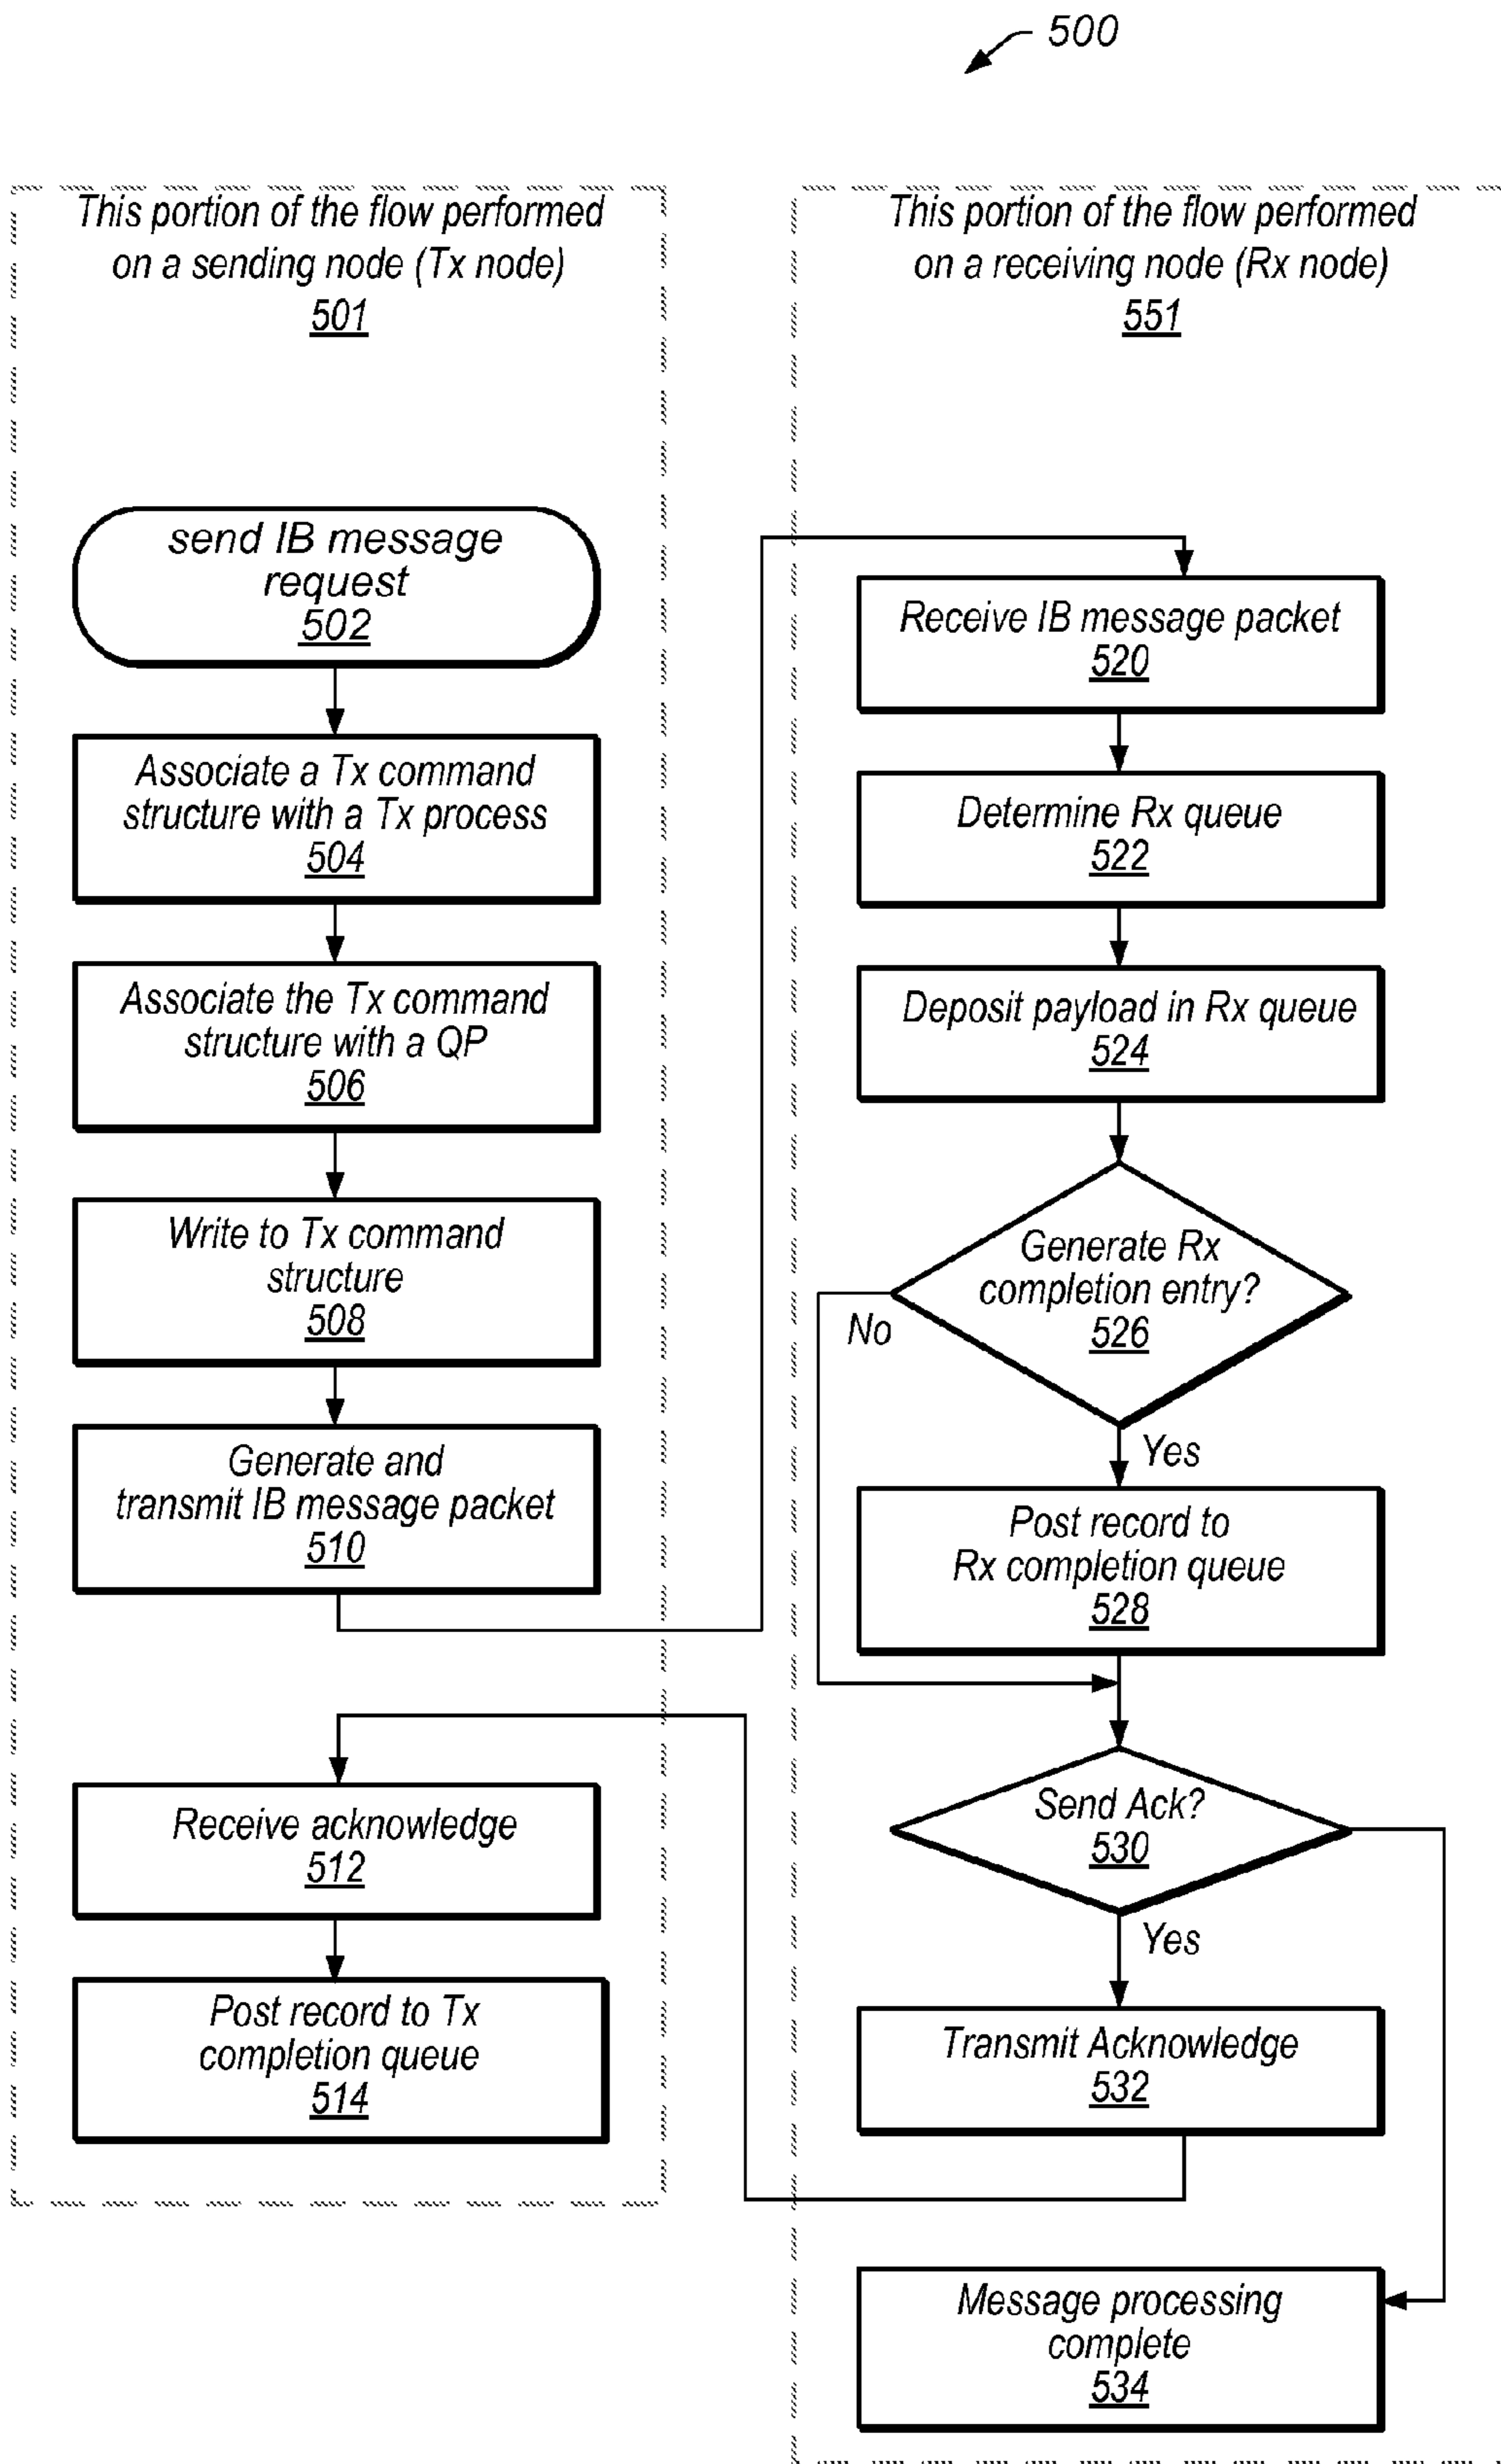 500
This portion of the flow performed
on a sending node (Tx node)
501
send IB message
request
502
Associate a Tx command
structure with a Tx process
504
Associate the Tx command
structure with a QP
506
Write to Tx command
structure
508
Generate and
transmit IB message packet
510
Receive acknowledge
512
Post record to Tx
completion queue
514
This portion of the flow performed
on a receiving node (Rx node)
551
Receive IB message packet
520
Determine Rx queue
522
Deposit payload in Rx queue
524
Generate Rx
completion entry?
526
No
Yes
Post record to
Rx completion queue
528
Send Ack?
530
Yes
Transmit Acknowledge
532
Message processing
complete
534